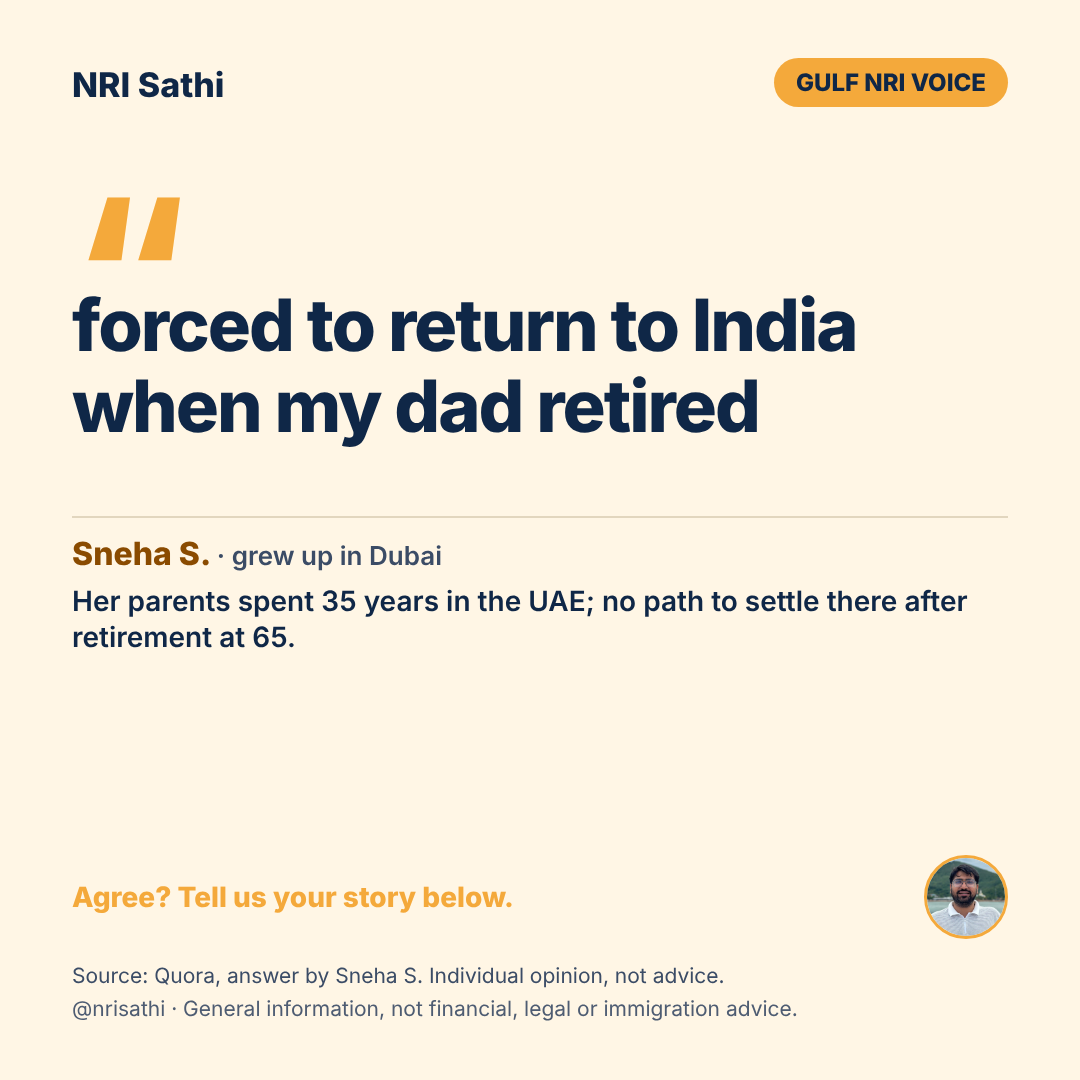 NRI Sathi
GULF NRI VOICE
“
forced to return to India
when my dad retired
Sneha S. · grew up in Dubai
Her parents spent 35 years in the UAE; no path to settle there after
retirement at 65.
Agree? Tell us your story below.
Source: Quora, answer by Sneha S. Individual opinion, not advice.
@nrisathi · General information, not financial, legal or immigration advice.